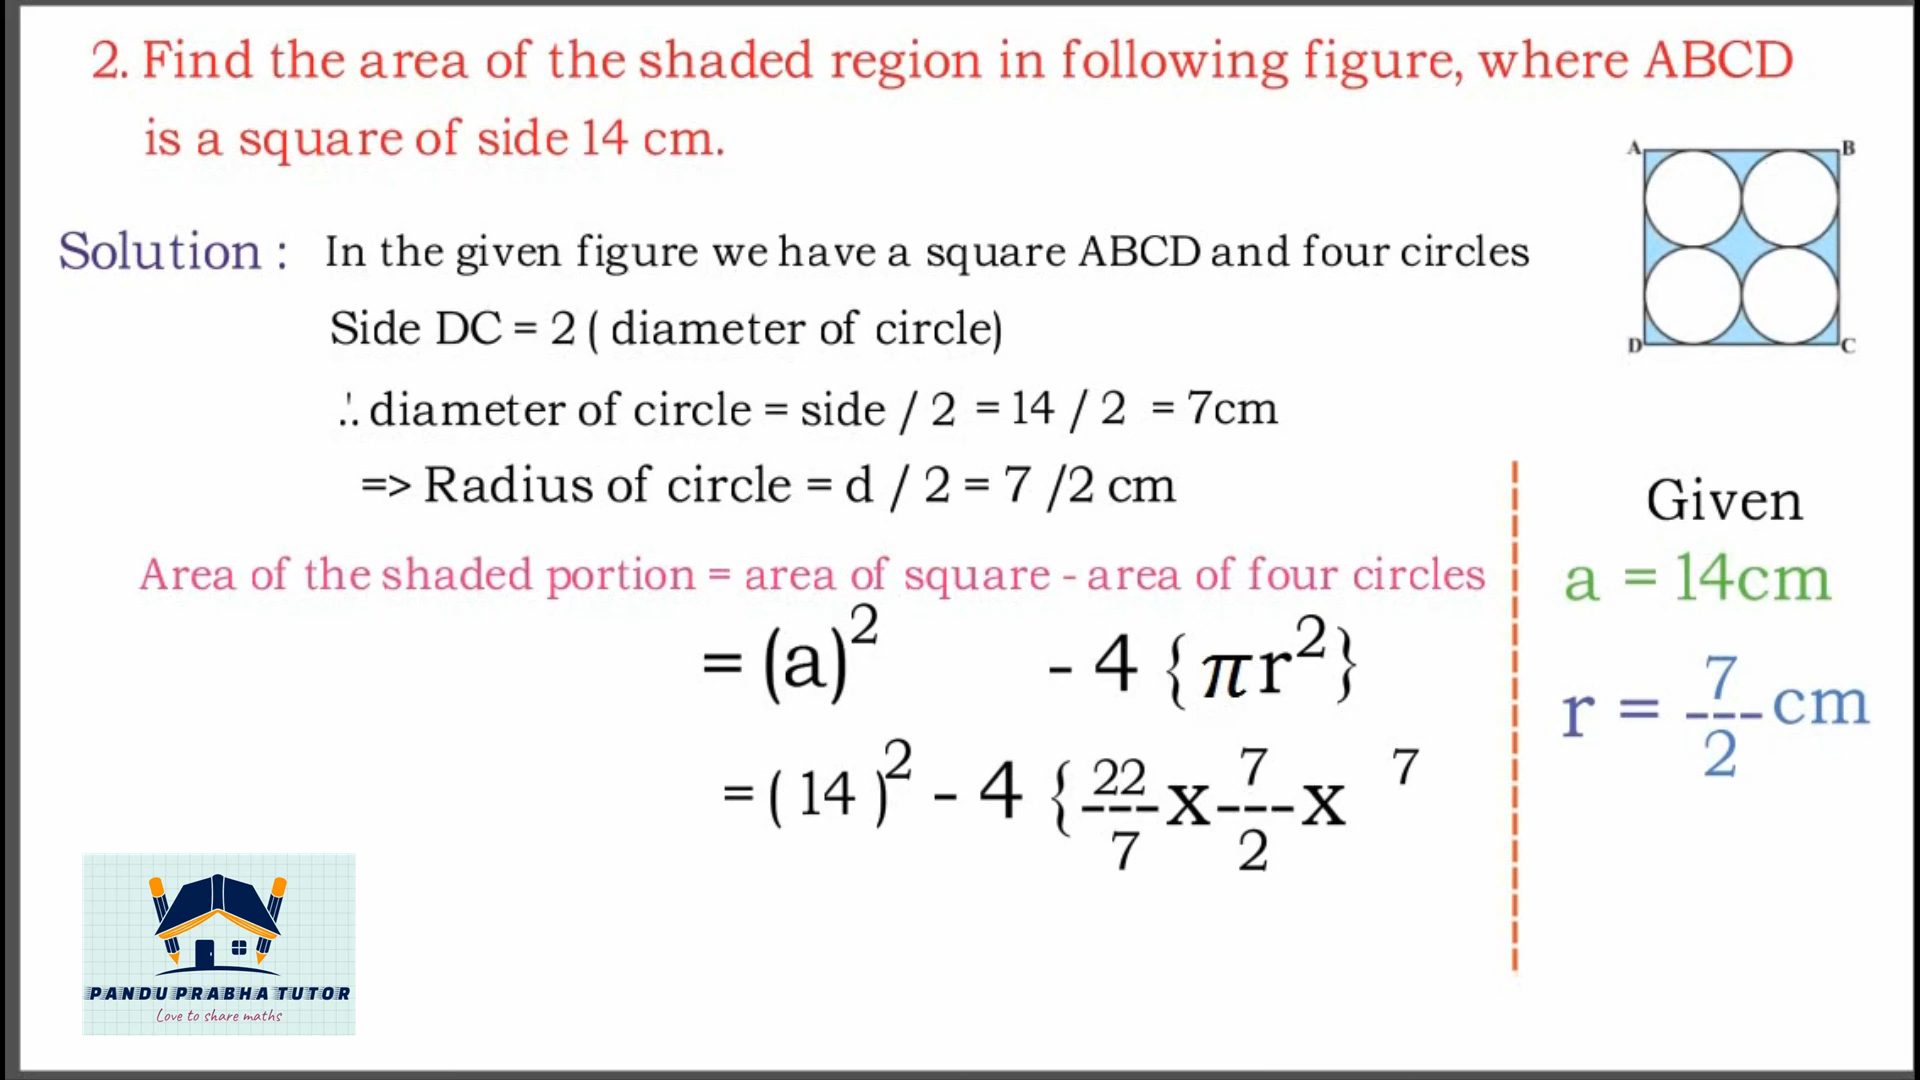 2. Find the area of the shaded region in following figure, where ABCD
is a square of side 14 cm.
A B
D C
Solution : In the given figure we have a square ABCD and four circles
Side DC = 2 ( diameter of circle)
∴ diameter of circle = side / 2 = 14 / 2 = 7cm
=> Radius of circle = d / 2 = 7 /2 cm
Area of the shaded portion = area of square - area of four circles
= (a)² - 4 {πr²}
= ( 14 )² - 4 { 22/7 x 7/2 x 7
Given
a = 14cm
r = 7/2 cm
PANDU PRABHA TUTOR
Love to share maths